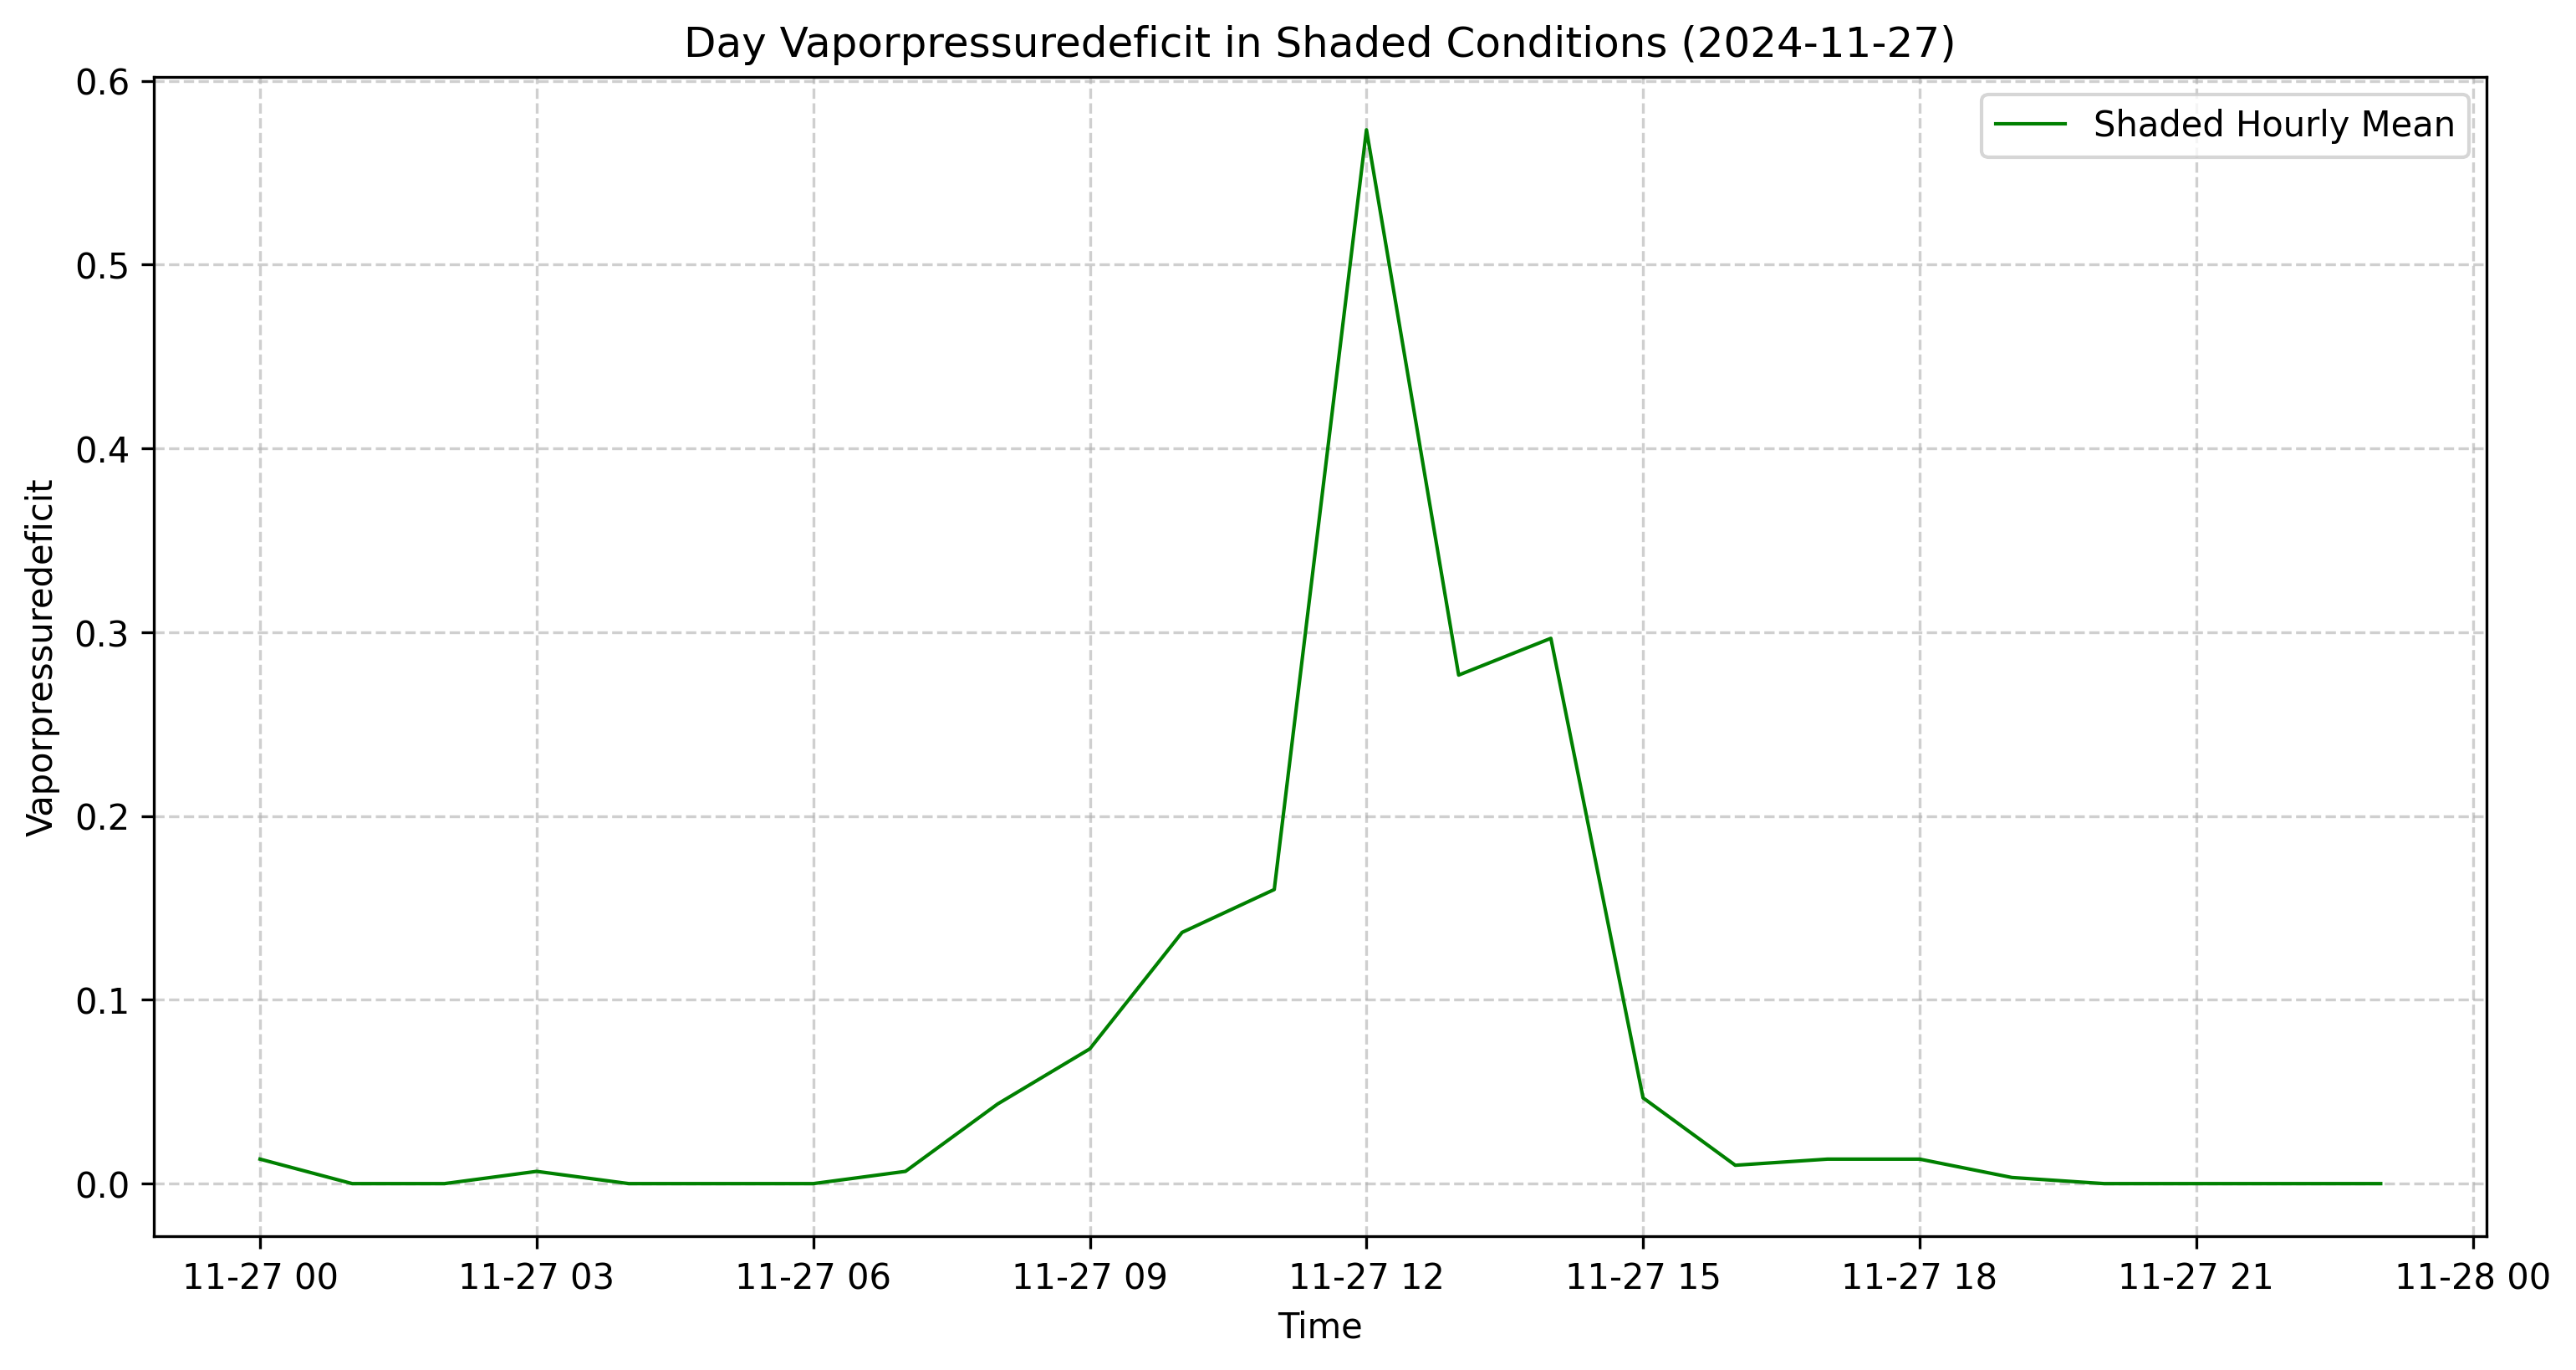 Day Vaporpressuredeficit in Shaded Conditions (2024-11-27)
Shaded Hourly Mean
Vaporpressuredeficit
0.6
0.5
0.4
0.3
0.2
0.1
0.0
11-27 00 11-27 03 11-27 06 11-27 09 11-27 12 11-27 15 11-27 18 11-27 21 11-28 00
Time